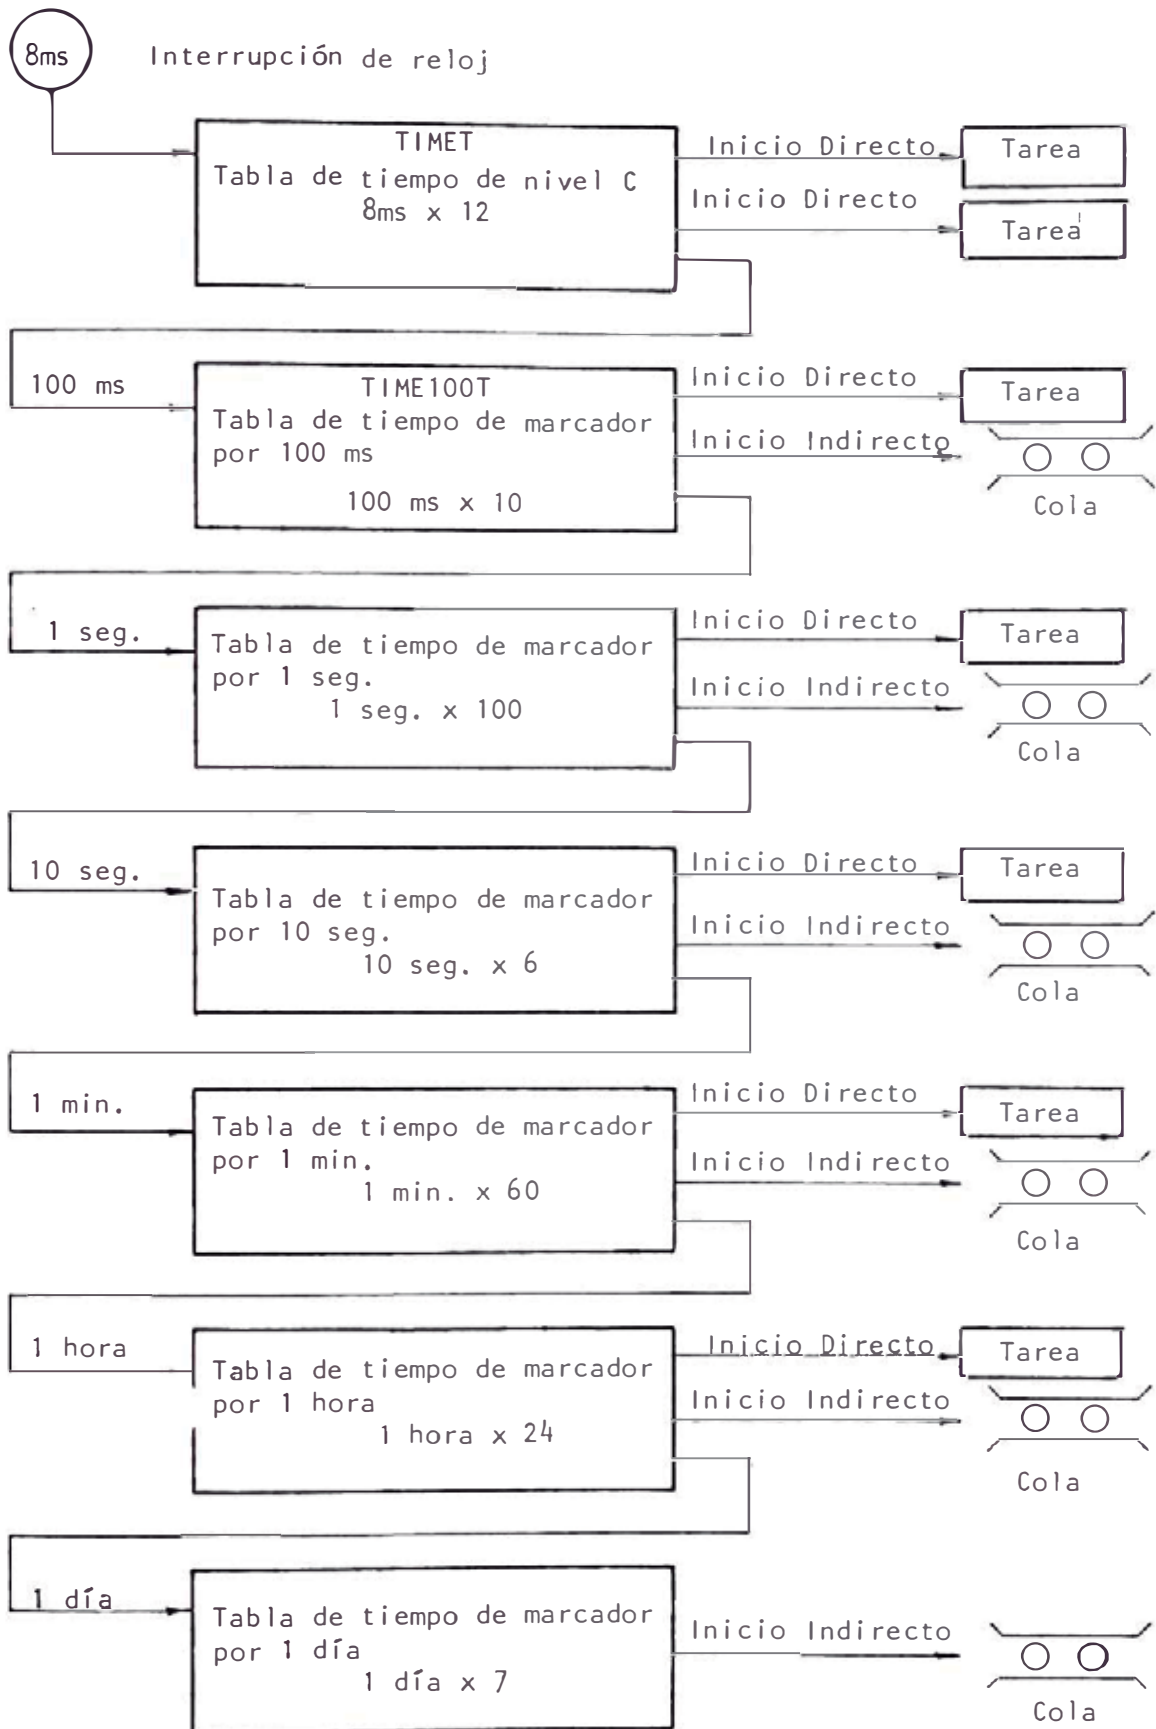 8ms
Interrupción de reloj
TIMET
Tabla de tiempo de nivel C
8ms x 12
Inicio Directo
Tarea
Inicio Directo
Tarea
100 ms
TIME100T
Tabla de tiempo de marcador
por 100 ms
100 ms x 10
Inicio Directo
Tarea
Inicio Indirecto
Cola
1 seg.
Tabla de tiempo de marcador
por 1 seg.
1 seg. x 100
Inicio Directo
Tarea
Inicio Indirecto
Cola
10 seg.
Tabla de tiempo de marcador
por 10 seg.
10 seg. x 6
Inicio Directo
Tarea
Inicio Indirecto
Cola
1 min.
Tabla de tiempo de marcador
por 1 min.
1 min. x 60
Inicio Directo
Tarea
Inicio Indirecto
Cola
1 hora
Tabla de tiempo de marcador
por 1 hora
1 hora x 24
Inicio Directo
Tarea
Inicio Indirecto
Cola
1 día
Tabla de tiempo de marcador
por 1 día
1 día x 7
Inicio Indirecto
Cola